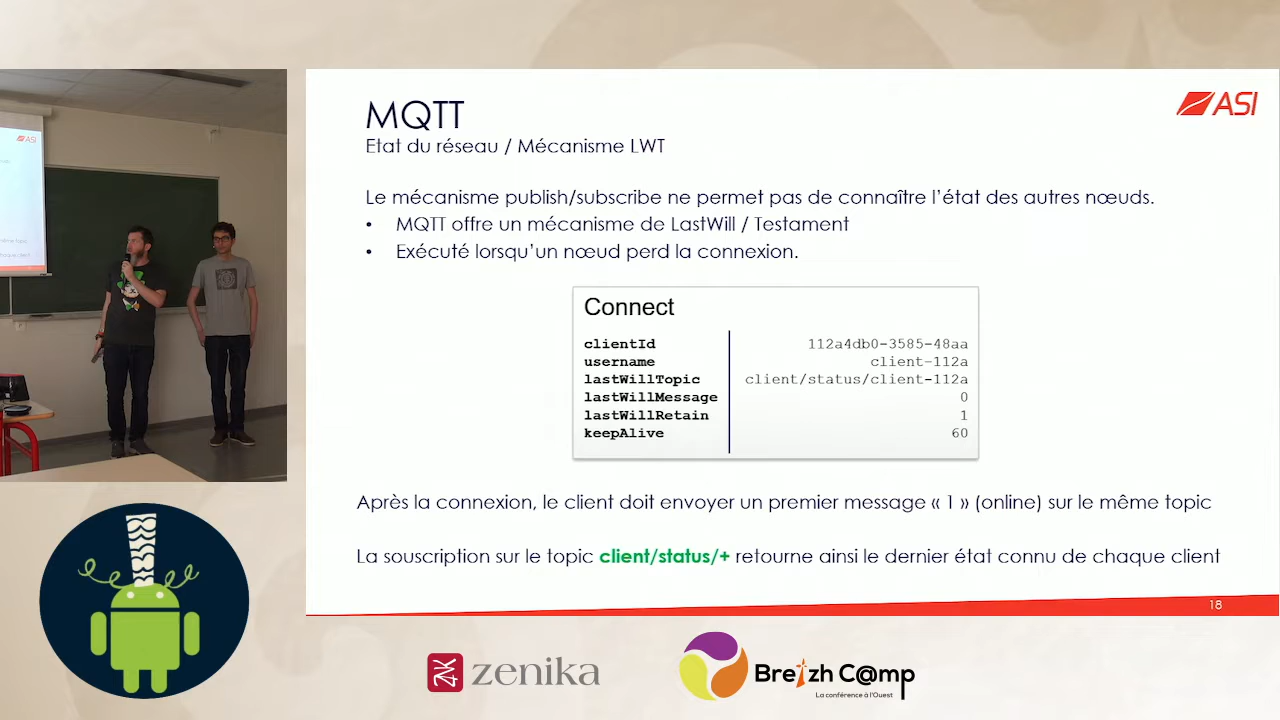 ASI
MQTT
Etat du réseau / Mécanisme LWT
Le mécanisme publish/subscribe ne permet pas de connaître l'état des autres nœuds.
• MQTT offre un mécanisme de LastWill / Testament
• Exécuté lorsqu'un nœud perd la connexion.
Connect
clientId 112a4db0-3585-48aa
username client-112a
lastWillTopic client/status/client-112a
lastWillMessage 0
lastWillRetain 1
keepAlive 60
Après la connexion, le client doit envoyer un premier message « 1 » (online) sur le même topic
La souscription sur le topic client/status/+ retourne ainsi le dernier état connu de chaque client
18
ASI
zenika
Breizh C@mp
La conférence à l'Ouest